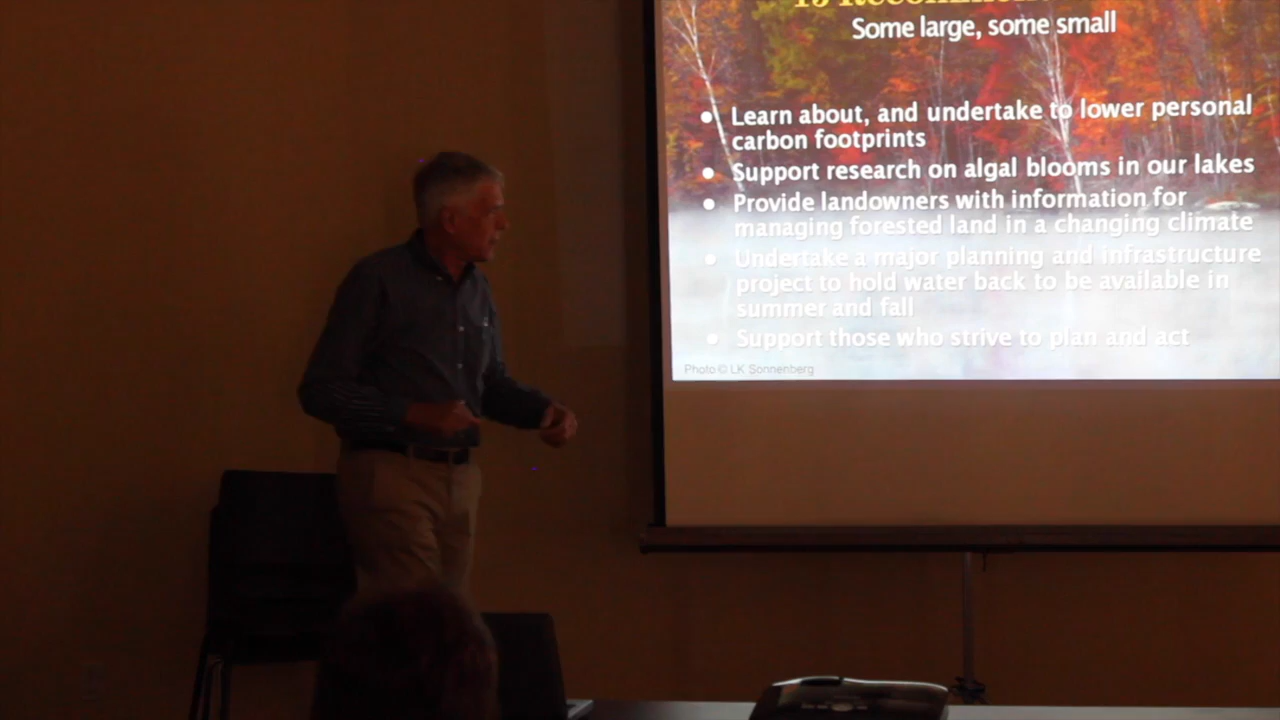 Some large, some small
• Learn about, and undertake to lower personal
carbon footprints
• Support research on algal blooms in our lakes
• Provide landowners with information for
managing forested land in a changing climate
• Undertake a major planning and infrastructure
project to hold water back to be available in
summer and fall
• Support those who strive to plan and act
Photo © LK Sonnenberg